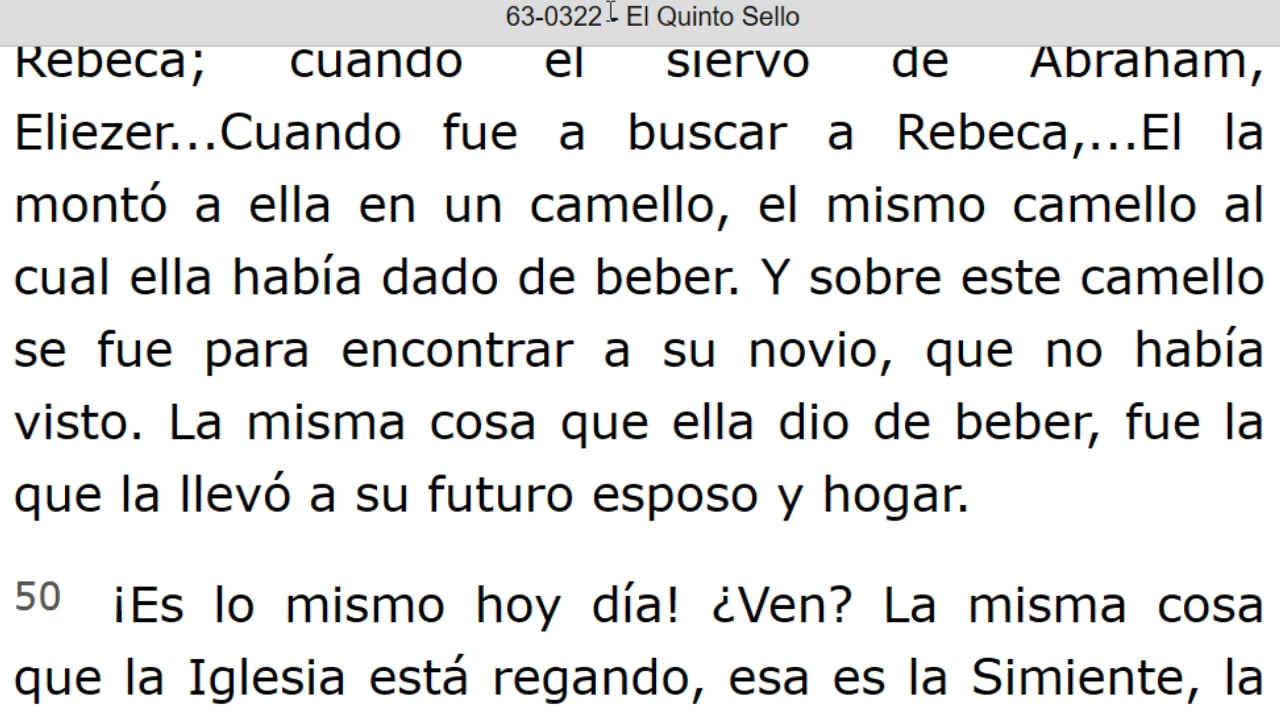 63-0322 - El Quinto Sello
Rebeca; cuando el siervo de Abraham,
Eliezer...Cuando fue a buscar a Rebeca,...El la
montó a ella en un camello, el mismo camello al
cual ella había dado de beber. Y sobre este camello
se fue para encontrar a su novio, que no había
visto. La misma cosa que ella dio de beber, fue la
que la llevó a su futuro esposo y hogar.
50 ¡Es lo mismo hoy día! ¿Ven? La misma cosa
que la Iglesia está regando, esa es la Simiente, la